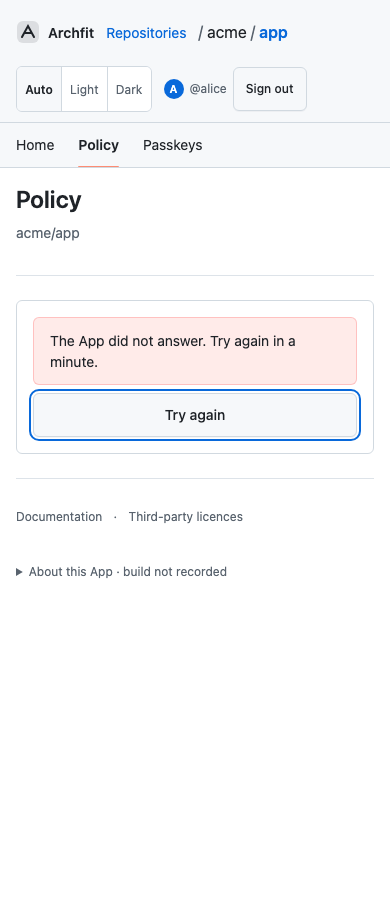 Archfit Repositories / acme / app
Auto Light Dark A @alice Sign out
Home Policy Passkeys
Policy
acme/app
The App did not answer. Try again in a
minute.
Try again
Documentation · Third-party licences
About this App · build not recorded